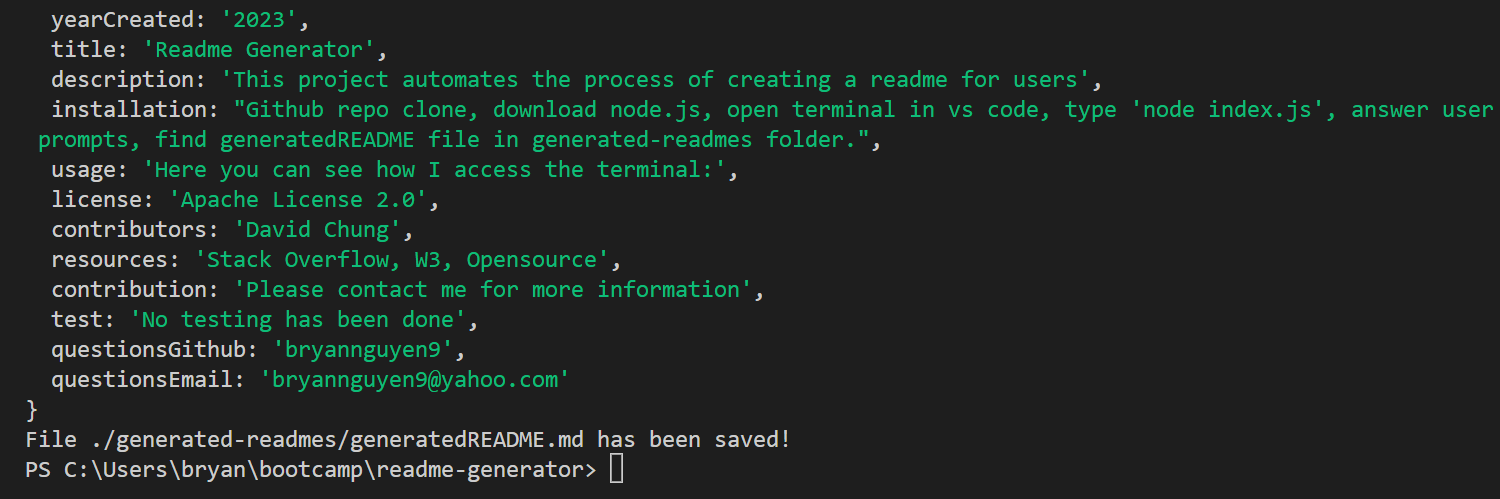 yearCreated: '2023',
title: 'Readme Generator',
description: 'This project automates the process of creating a readme for users',
installation: "Github repo clone, download node.js, open terminal in vs code, type 'node index.js', answer user
prompts, find generatedREADME file in generated-readmes folder.",
usage: 'Here you can see how I access the terminal:',
license: 'Apache License 2.0',
contributors: 'David Chung',
resources: 'Stack Overflow, W3, Opensource',
contribution: 'Please contact me for more information',
test: 'No testing has been done',
questionsGithub: 'bryannguyen9',
questionsEmail: 'bryannguyen9@yahoo.com'
}
File ./generated-readmes/generatedREADME.md has been saved!
PS C:\Users\bryan\bootcamp\readme-generator>